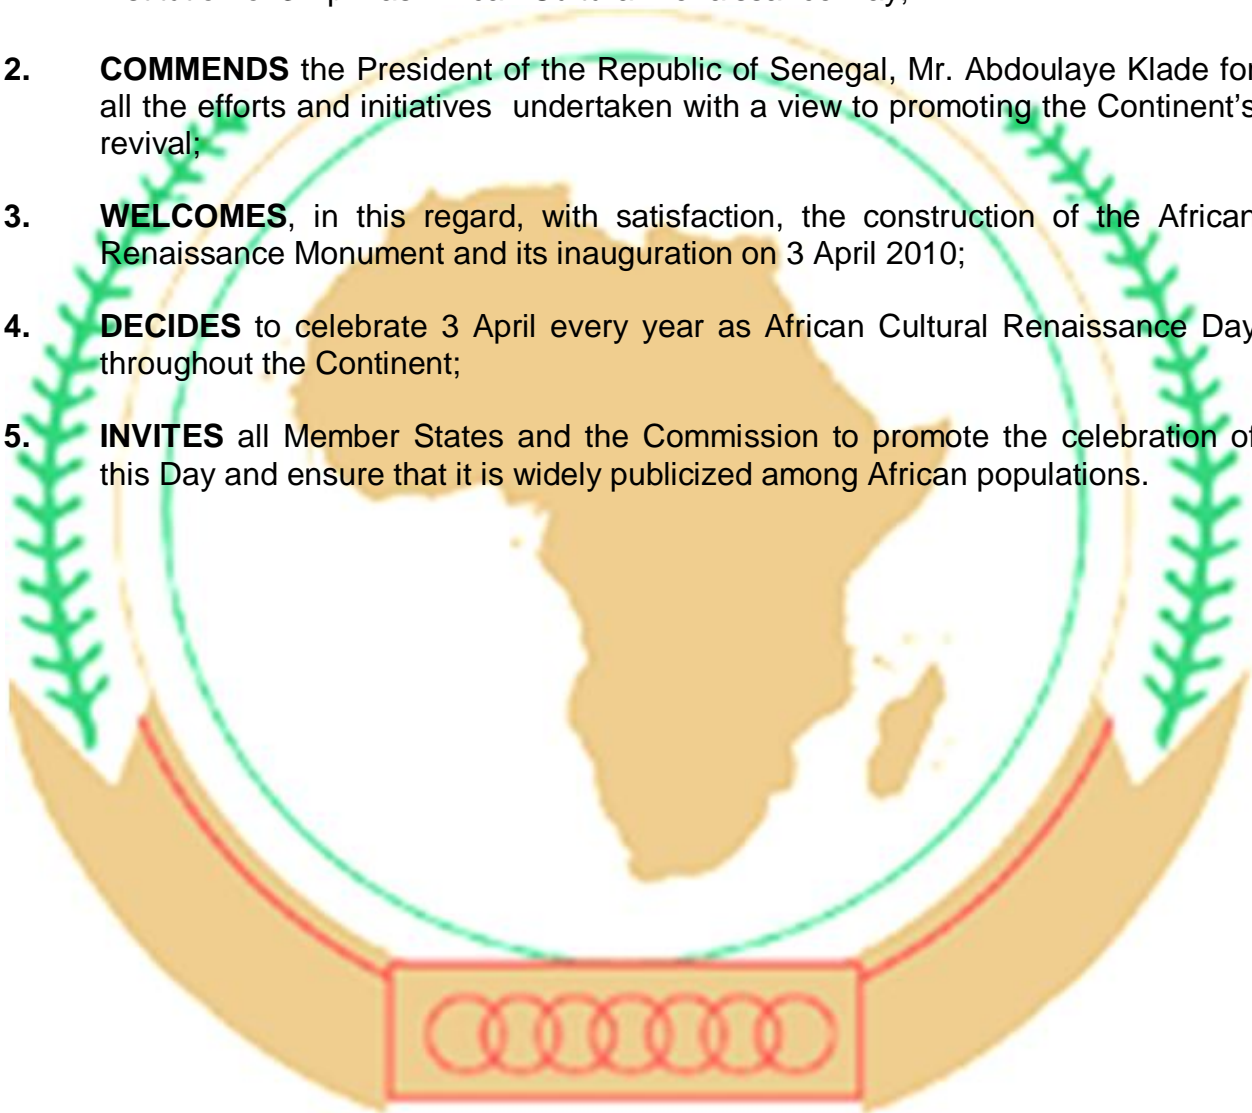 2. COMMENDS the President of the Republic of Senegal, Mr. Abdoulaye Klade for
all the efforts and initiatives  undertaken with a view to promoting the Continent’s
revival;
3. WELCOMES, in this regard, with satisfaction, the construction of the African
Renaissance Monument and its inauguration on 3 April 2010;
4. DECIDES to celebrate 3 April every year as African Cultural Renaissance Day
throughout the Continent;
5. INVITES all Member States and the Commission to promote the celebration of
this Day and ensure that it is widely publicized among African populations.